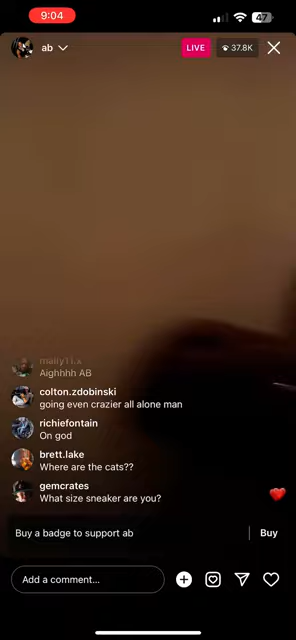 9:04
47
ab
LIVE
37.8K
mally11.x
Aighhhh AB
colton.zdobinski
going even crazier all alone man
richiefontain
On god
brett.lake
Where are the cats??
gemcrates
What size sneaker are you?
Buy a badge to support ab
Buy
Add a comment...